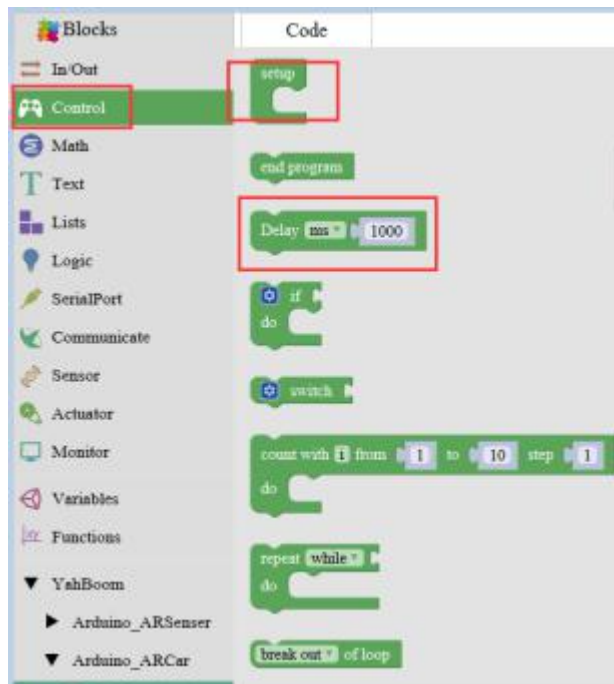 Blocks
Code
In/Out
Control
Math
Text
Lists
Logic
SerialPort
Communicate
Sensor
Actuator
Monitor
Variables
Functions
YahBoom
Arduino_ARSenser
Arduino_ARCar
setup
end program
Delay ms 1000
if
do
switch
count with i from 1 to 10 step 1
do
repeat while
do
break out of loop